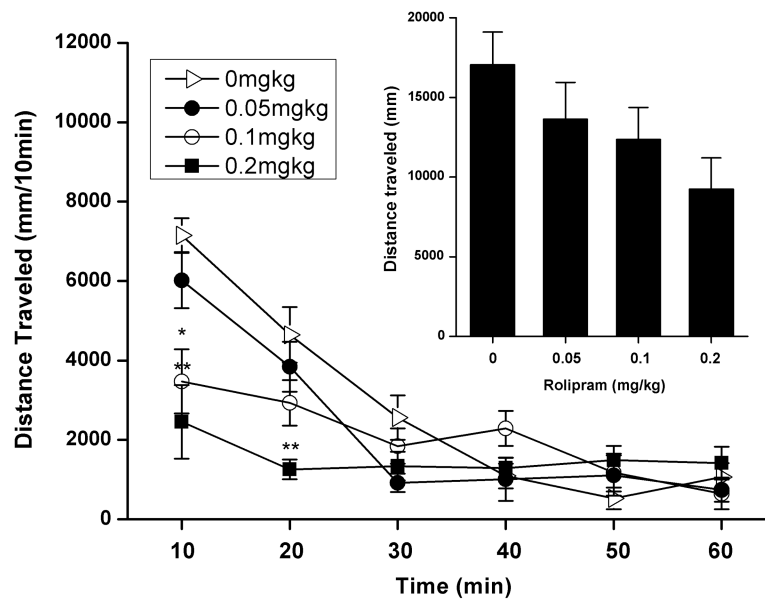 12000
10000
8000
6000
4000
2000
0
Distance Traveled (mm/10min)
0mgkg
0.05mgkg
0.1mgkg
0.2mgkg
*
**
**
10 20 30 40 50 60
Time (min)
20000
15000
10000
5000
0
Distance traveled (mm)
0 0.05 0.1 0.2
Rolipram (mg/kg)